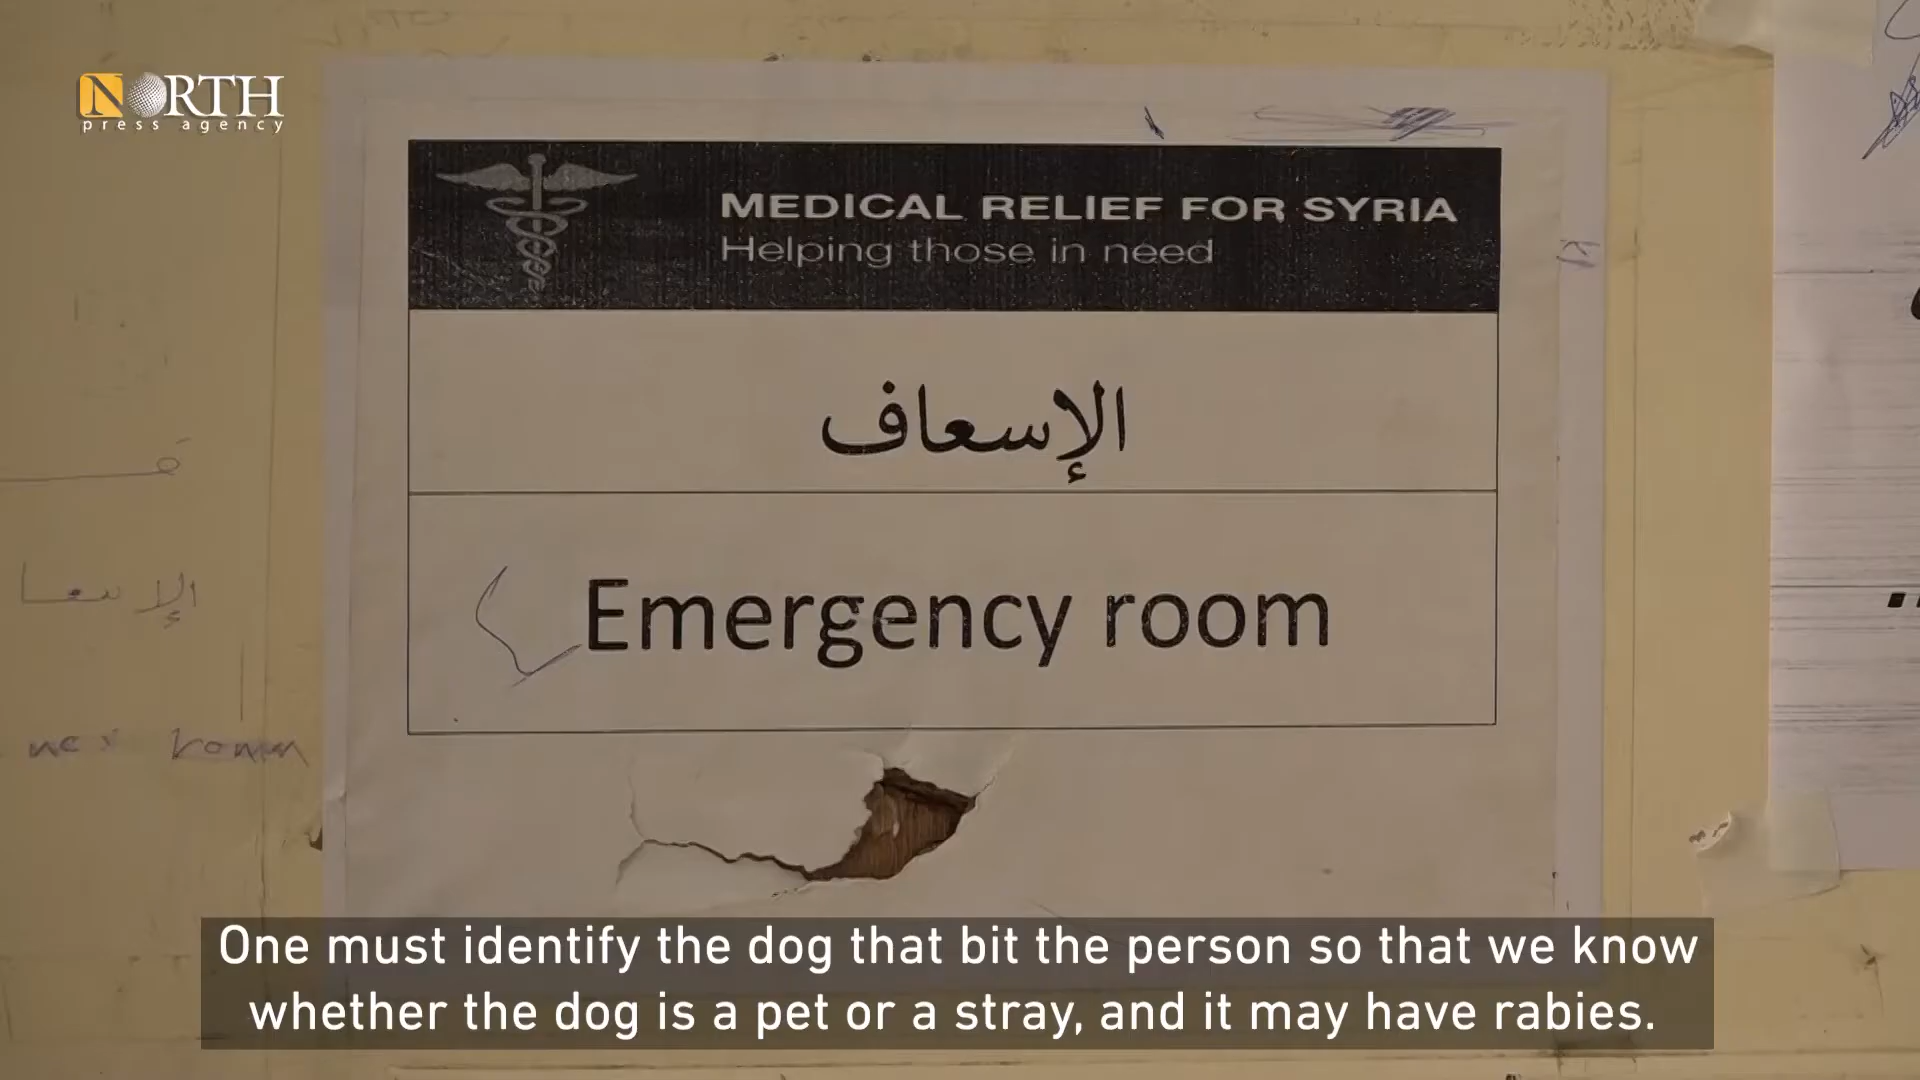 NORTH
press agency
MEDICAL RELIEF FOR SYRIA
Helping those in need
الإسعاف
Emergency room
الإسعا
One must identify the dog that bit the person so that we know
whether the dog is a pet or a stray, and it may have rabies.